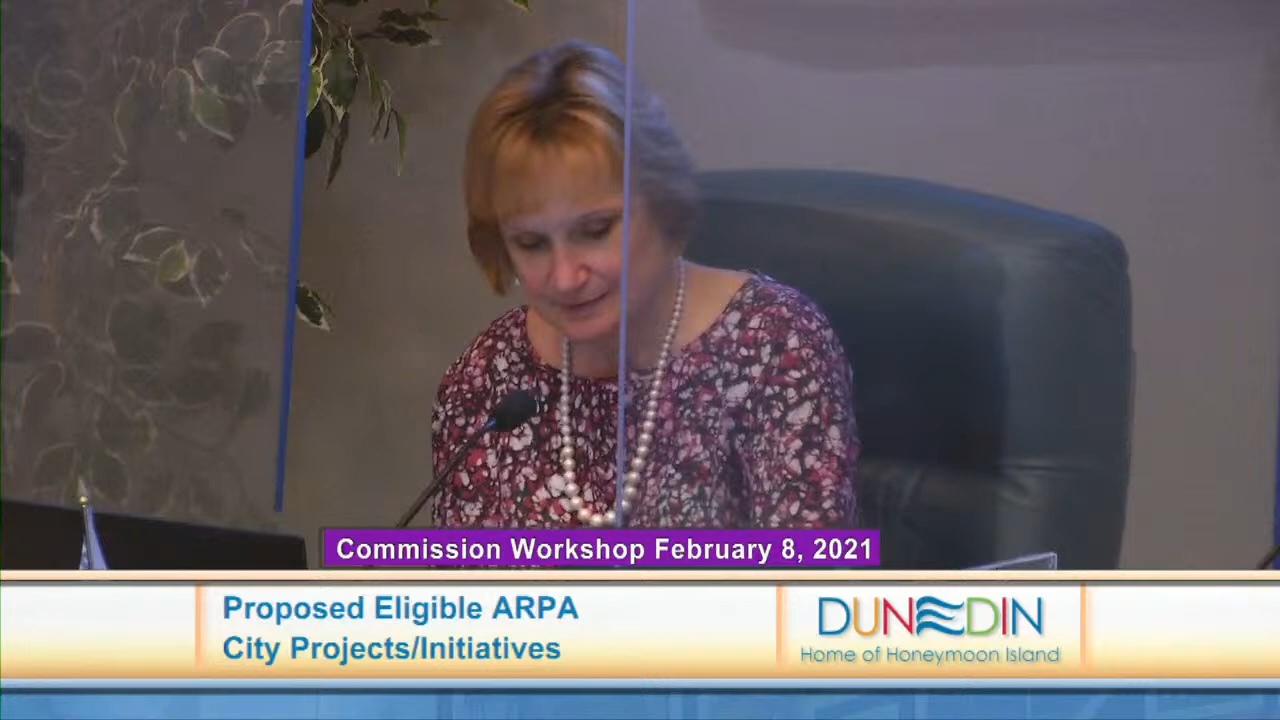 Commission Workshop February 8, 2021
Proposed Eligible ARPA
City Projects/Initiatives
DUNEDIN
Home of Honeymoon Island